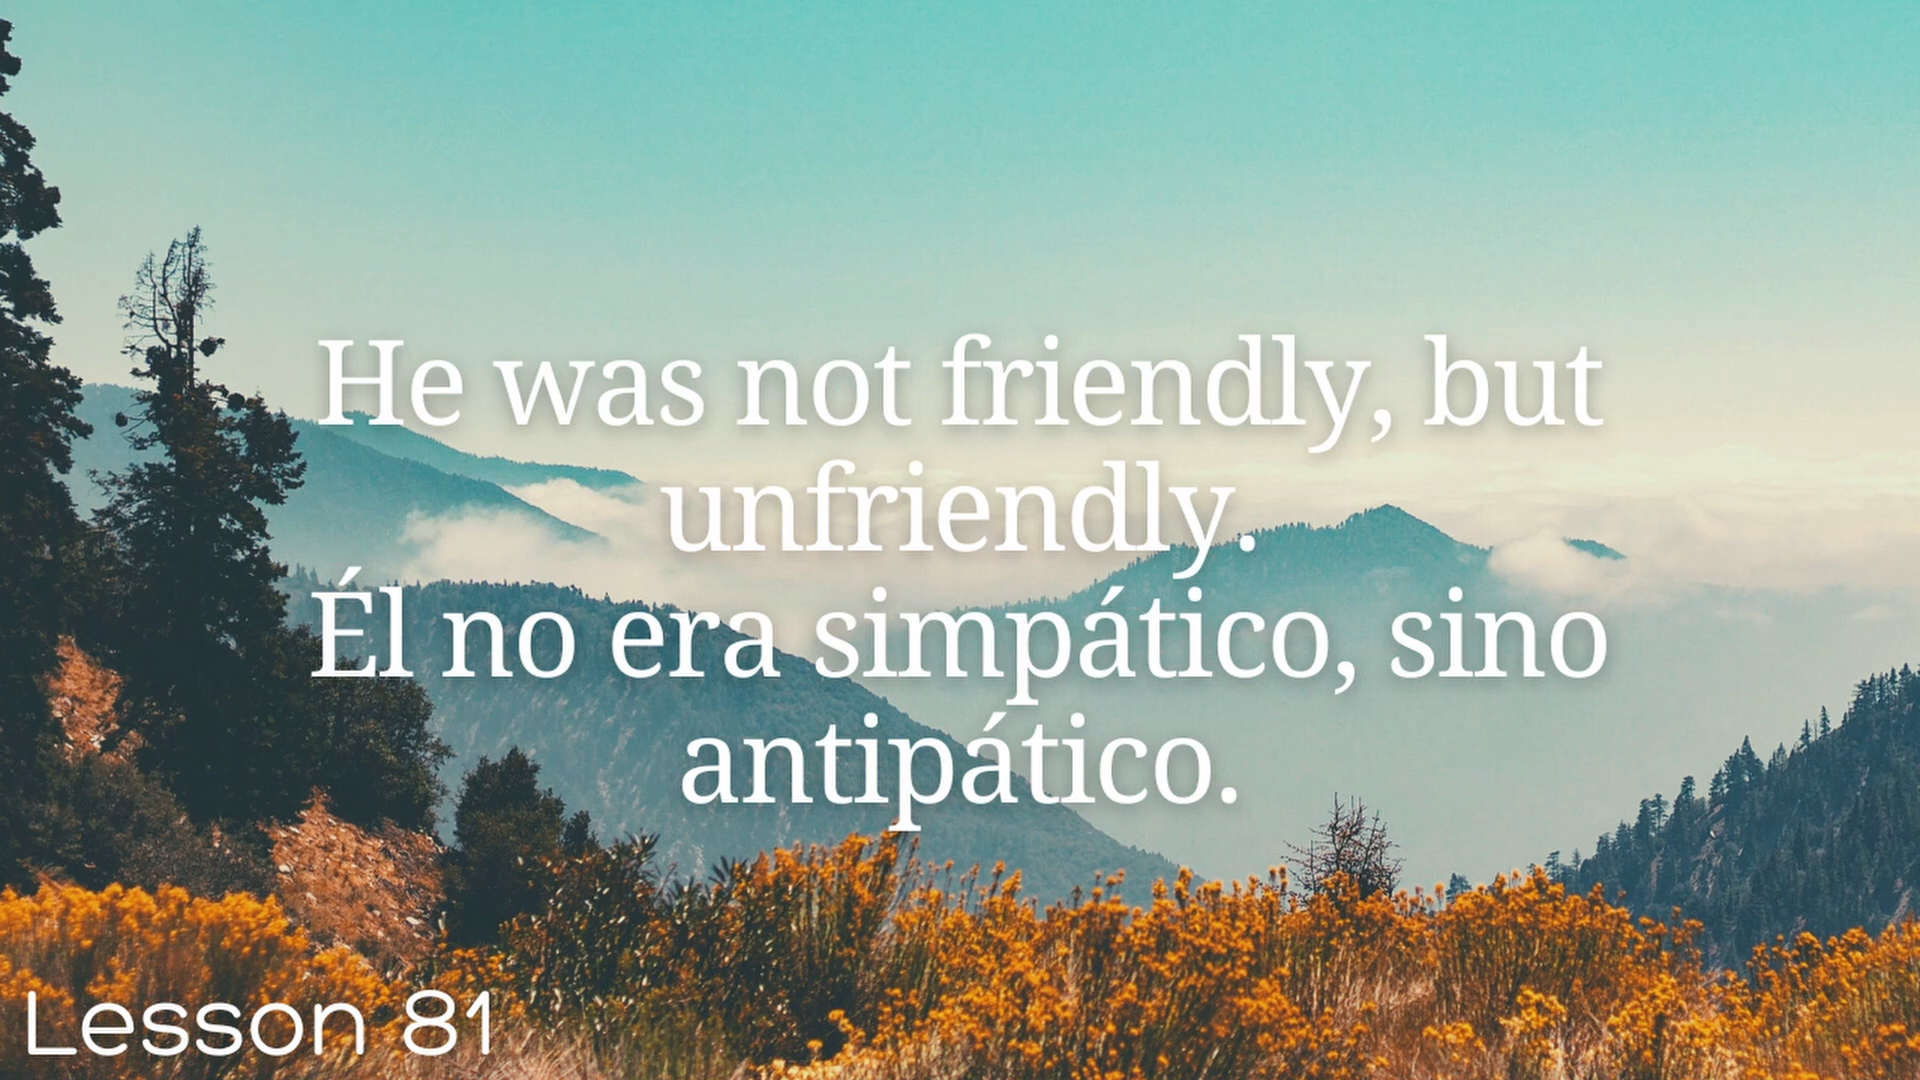 He was not friendly, but
unfriendly.
Él no era simpático, sino
antipático.
Lesson 81